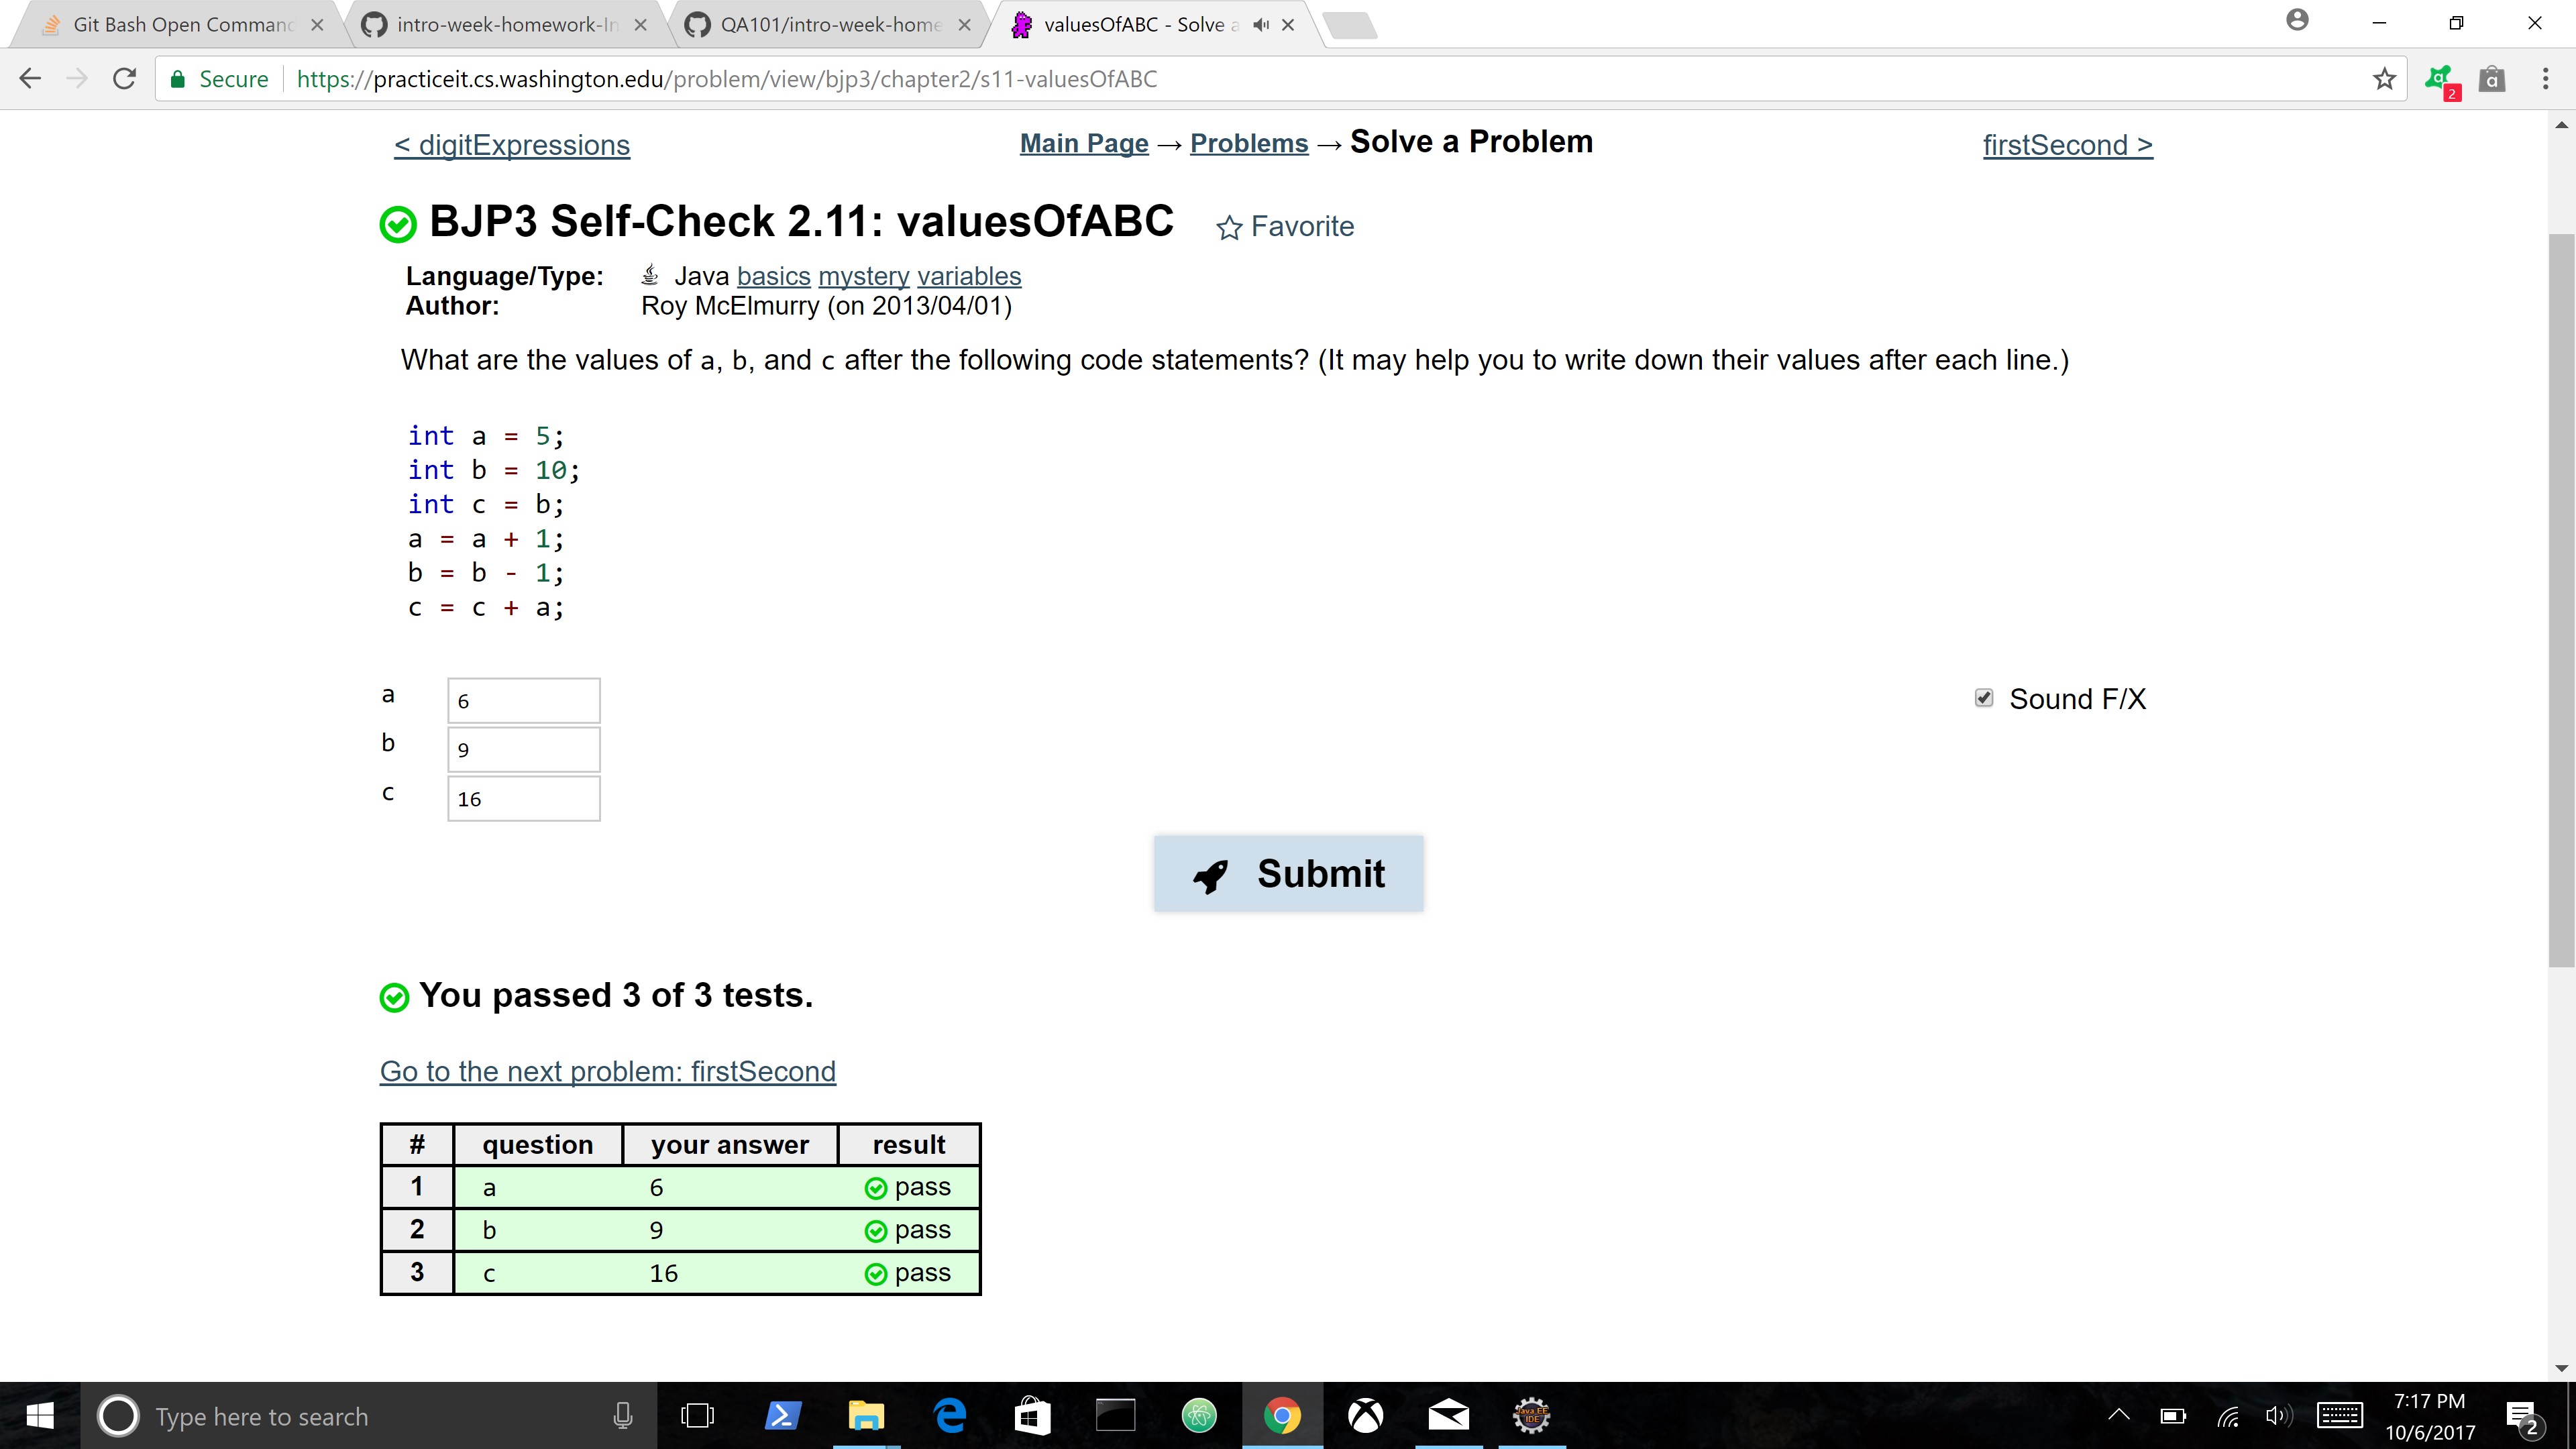 Git Bash Open Comman
intro-week-homework-In
QA101/intro-week-home
valuesOfABC - Solve a
Secure
https://practiceit.cs.washington.edu/problem/view/bjp3/chapter2/s11-valuesOfABC
2
< digitExpressions
Main Page → Problems → Solve a Problem
firstSecond >
BJP3 Self-Check 2.11: valuesOfABC
Favorite
Language/Type: Java basics mystery variables
Author: Roy McElmurry (on 2013/04/01)
What are the values of a, b, and c after the following code statements? (It may help you to write down their values after each line.)
int a = 5;
int b = 10;
int c = b;
a = a + 1;
b = b - 1;
c = c + a;
a 6
b 9
c 16
Sound F/X
Submit
You passed 3 of 3 tests.
Go to the next problem: firstSecond
# question your answer result
1 a 6 pass
2 b 9 pass
3 c 16 pass
Type here to search
Java EE
IDE
7:17 PM
10/6/2017
2